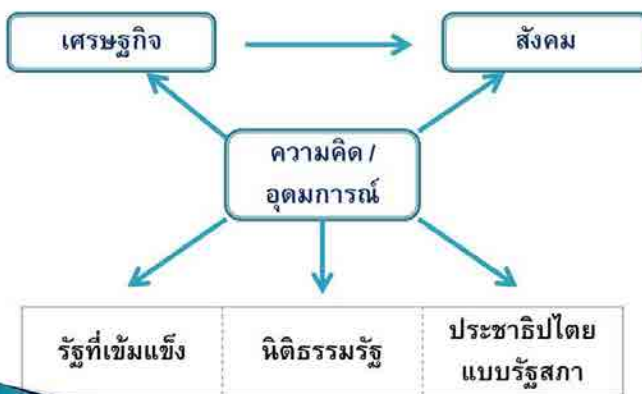 เศรษฐกิจ
สังคม
ความคิด /
อุดมการณ์
รัฐที่เข้มแข็ง
นิติธรรมรัฐ
ประชาธิปไตย
แบบรัฐสภา